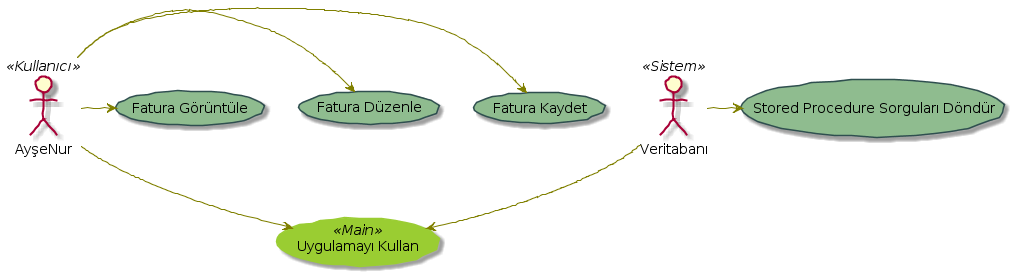 «Kullanıcı»
AyşeNur
Fatura Görüntüle
Fatura Düzenle
Fatura Kaydet
«Sistem»
Veritabanı
Stored Procedure Sorguları Döndür
«Main»
Uygulamayı Kullan